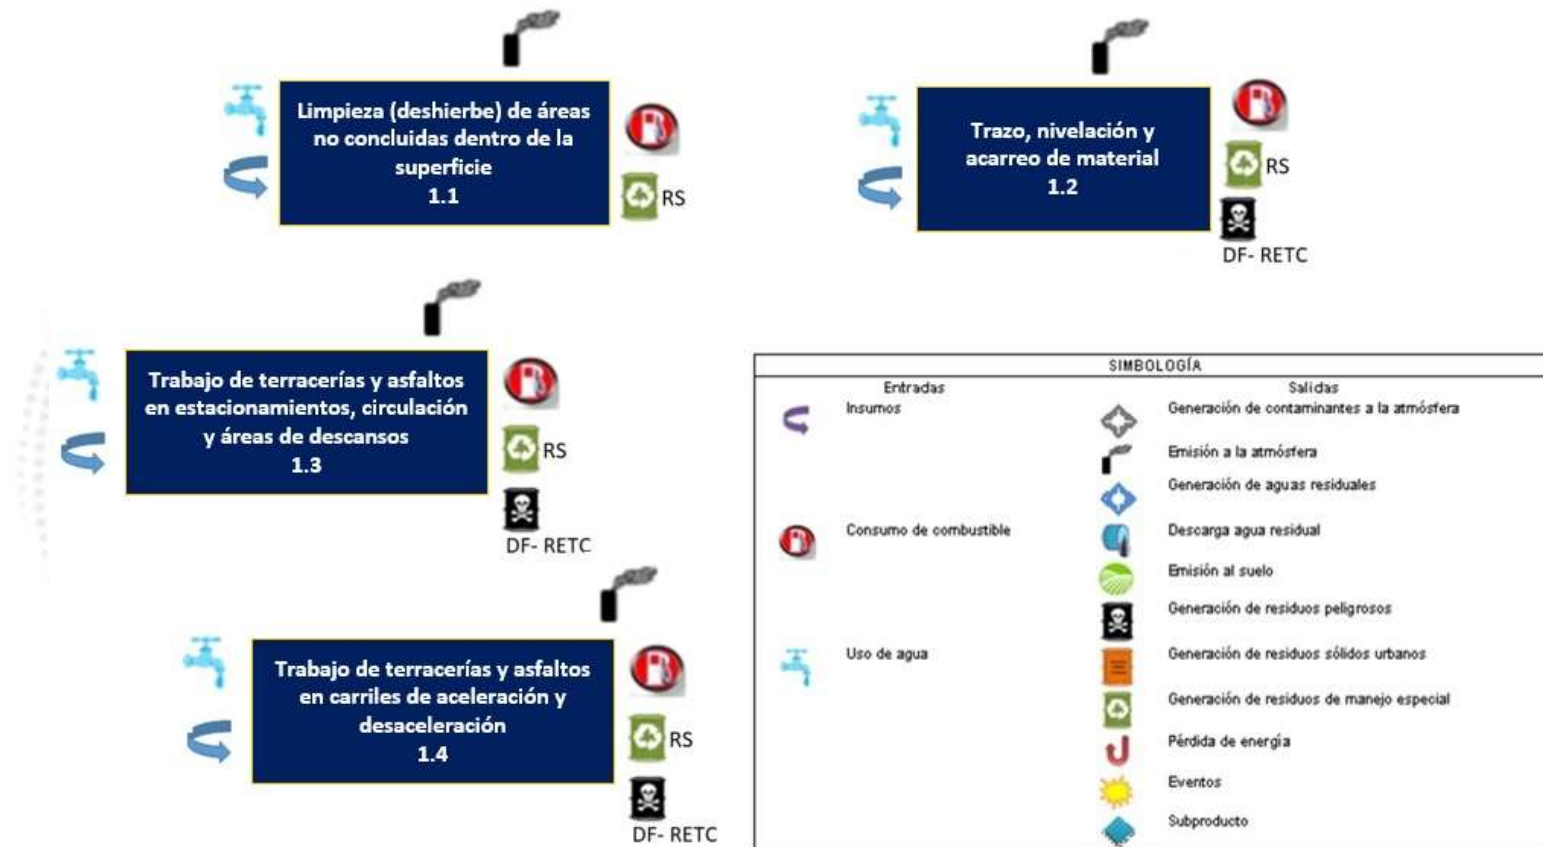 Limpieza (deshierbe) de áreas
no concluidas dentro de la
superficie
1.1
RS
Trazo, nivelación y
acarreo de material
1.2
RS
DF- RETC
Trabajo de terracerías y asfaltos
en estacionamientos, circulación
y áreas de descansos
1.3
RS
DF- RETC
Trabajo de terracerías y asfaltos
en carriles de aceleración y
desaceleración
1.4
RS
DF- RETC
SIMBOLOGÍA
Entradas
Salidas
Insumos
Generación de contaminantes a la atmósfera
Emisión a la atmósfera
Generación de aguas residuales
Consumo de combustible
Descarga agua residual
Emisión al suelo
Generación de residuos peligrosos
Uso de agua
Generación de residuos sólidos urbanos
Generación de residuos de manejo especial
Pérdida de energía
Eventos
Subproducto